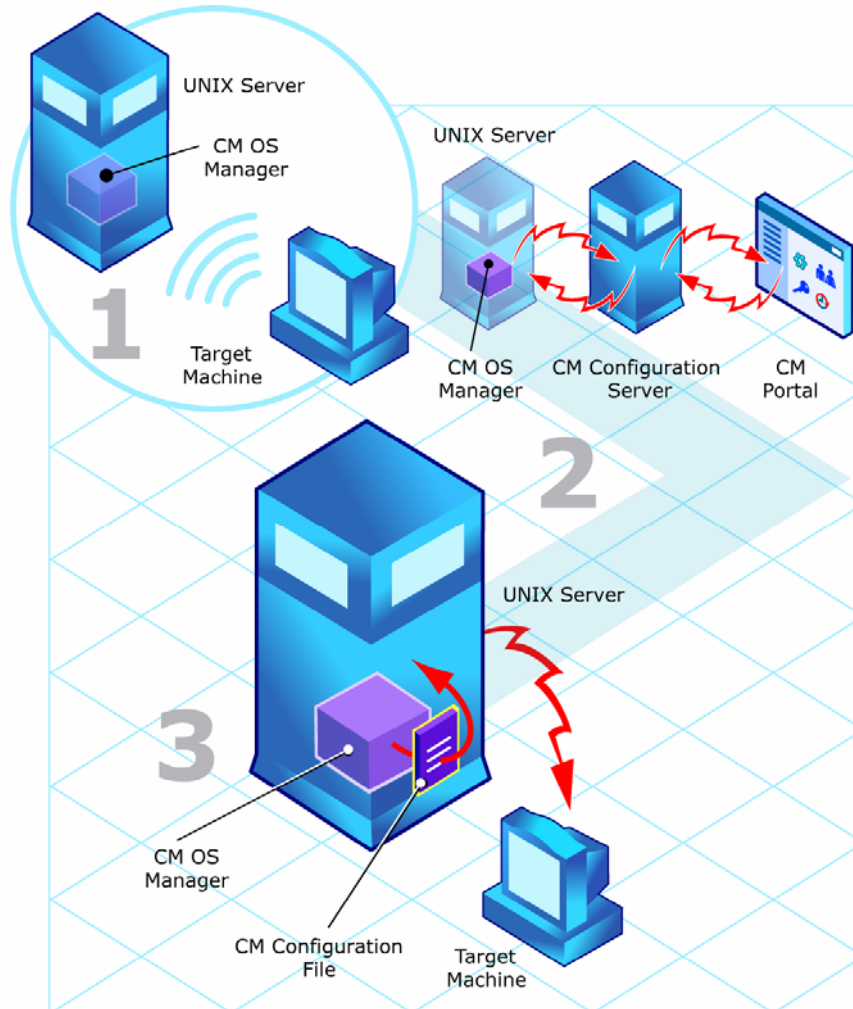 UNIX Server
CM OS
Manager
1
Target
Machine
UNIX Server
CM OS
Manager
CM Configuration
Server
CM
Portal
2
UNIX Server
3
CM OS
Manager
CM Configuration
File
Target
Machine